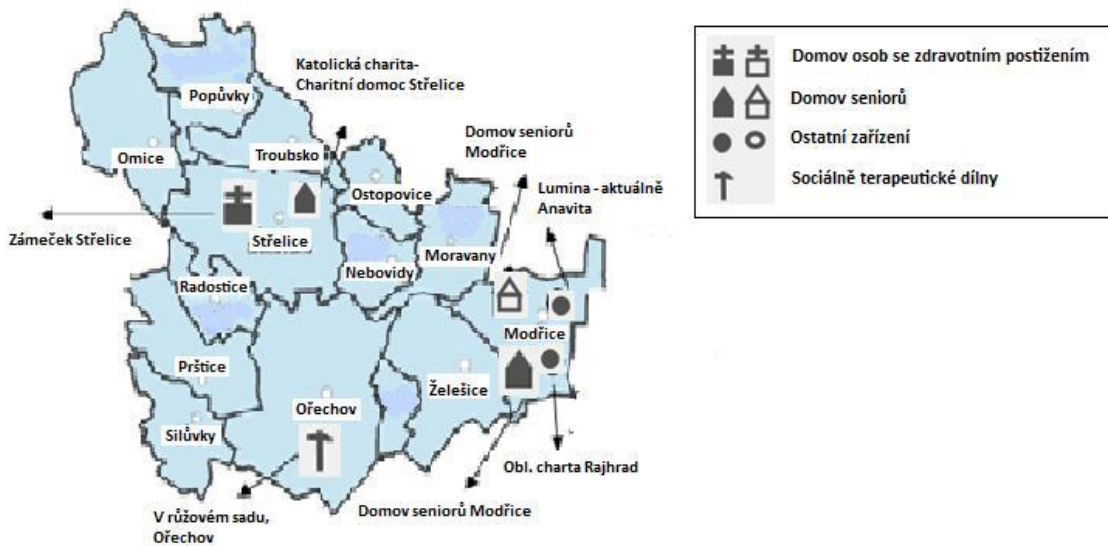 Katolická charita-
Charitní domoc Střelice
Domov seniorů
Modřice
Lumina - aktuálně
Anavita
Popůvky
Omice
Troubsko
Ostopovice
Zámeček Střelice
Střelice
Nebovidy
Moravany
Radostice
Modřice
Prštice
Želešice
Ořechov
Silůvky
Obl. charta Rajhrad
Domov seniorů Modřice
V růžovém sadu,
Ořechov
Domov osob se zdravotním postižením
Domov seniorů
Ostatní zařízení
Sociálně terapeutické dílny